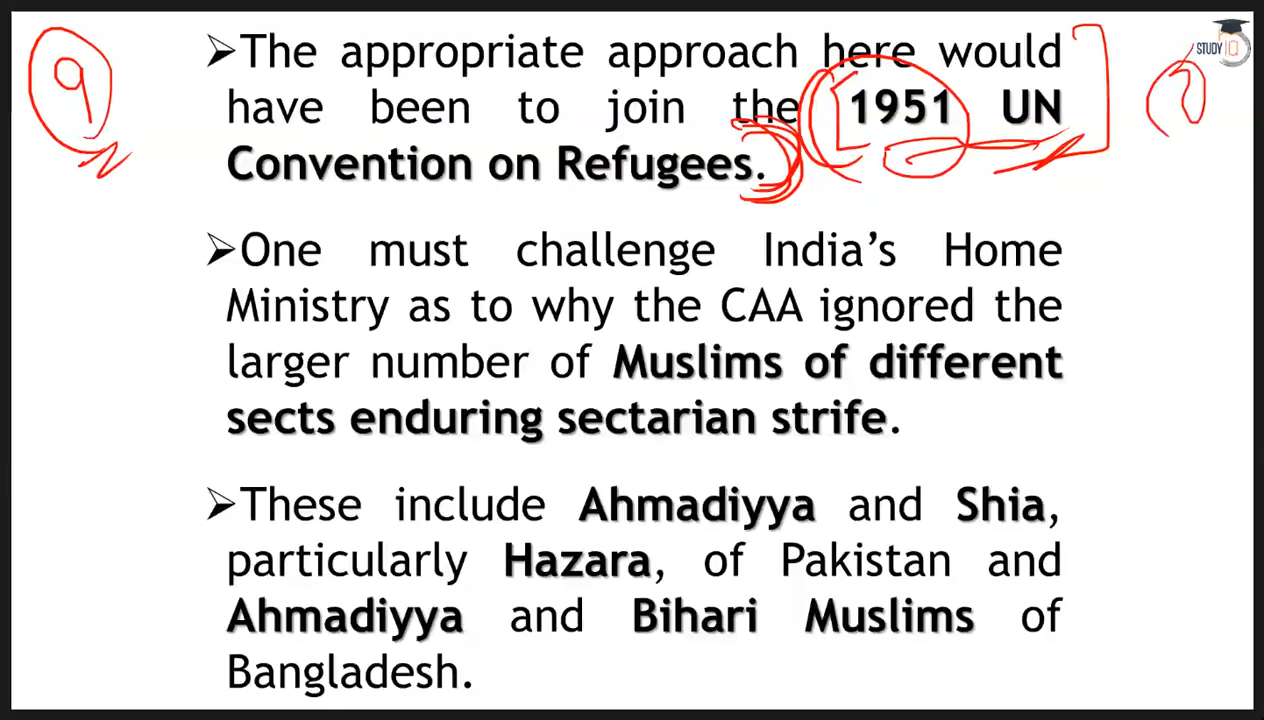 STUDY IQ
9
➤The appropriate approach here would
have been to join the 1951 UN
Convention on Refugees.
➤One must challenge India's Home
Ministry as to why the CAA ignored the
larger number of Muslims of different
sects enduring sectarian strife.
➤These include Ahmadiyya and Shia,
particularly Hazara, of Pakistan and
Ahmadiyya and Bihari Muslims of
Bangladesh.